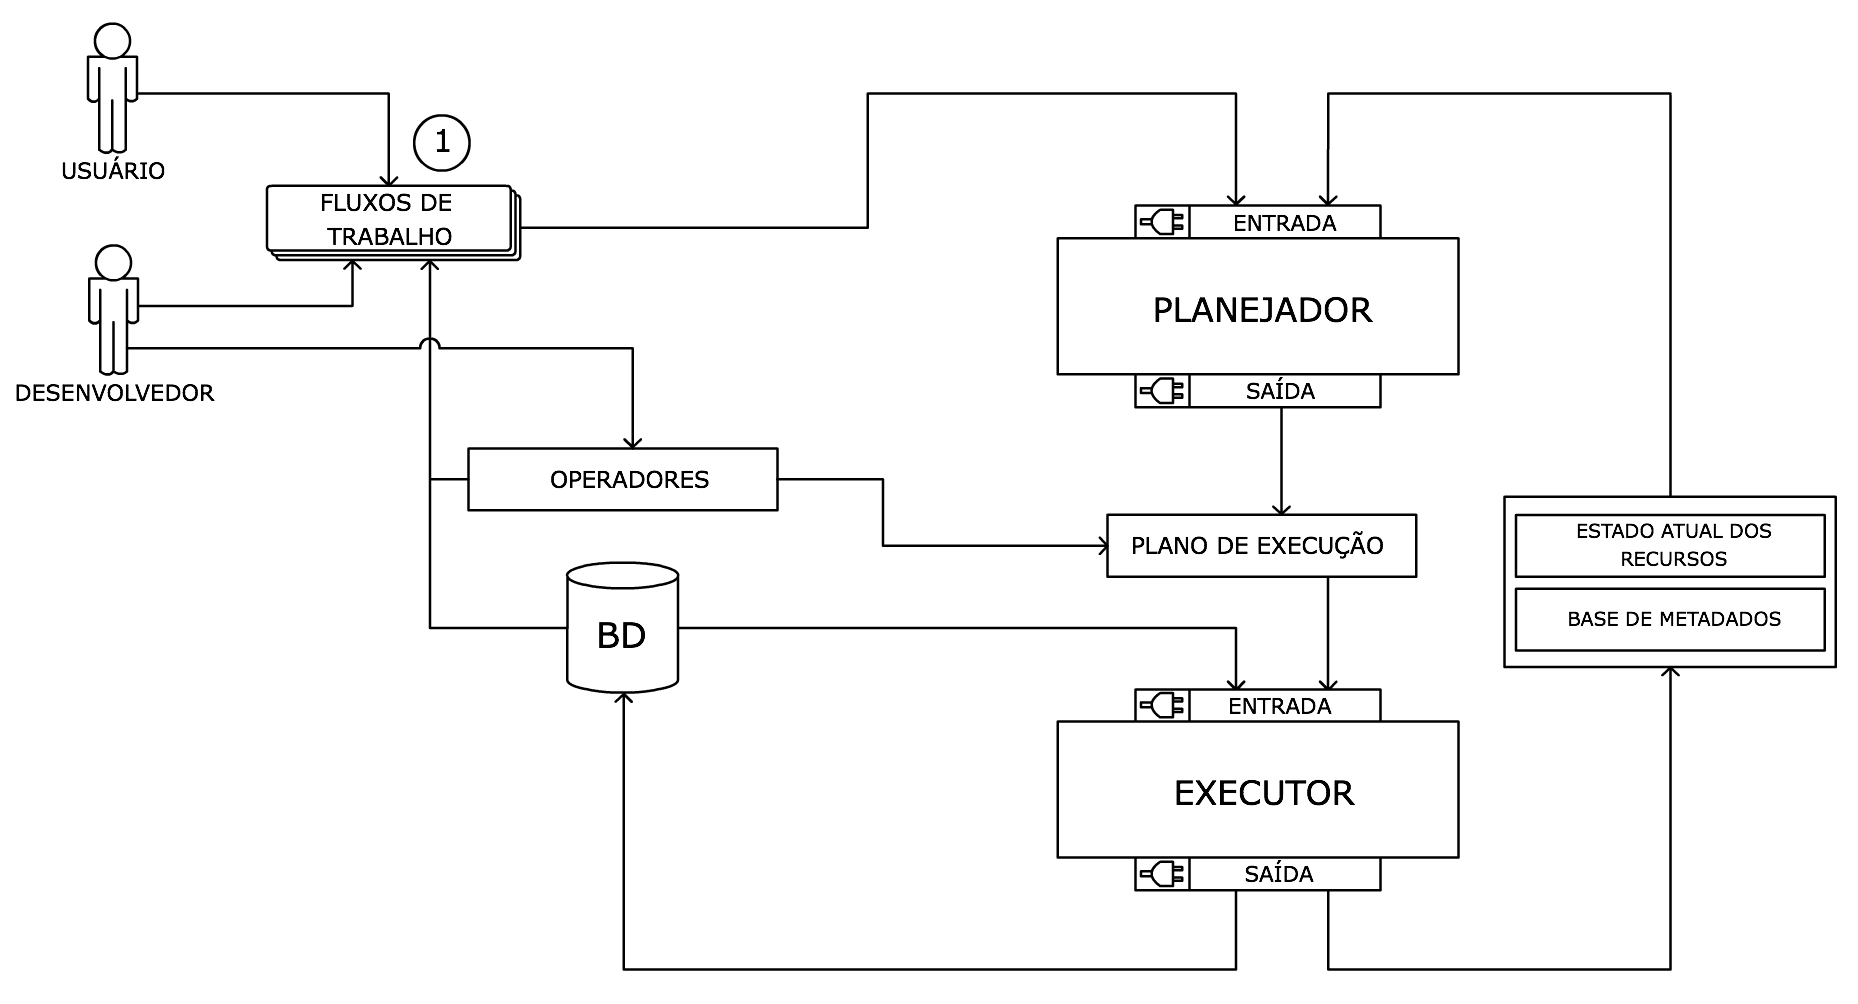 USUÁRIO
1
FLUXOS DE
TRABALHO
DESENVOLVEDOR
OPERADORES
BD
ENTRADA
PLANEJADOR
SAÍDA
PLANO DE EXECUÇÃO
ENTRADA
EXECUTOR
SAÍDA
ESTADO ATUAL DOS
RECURSOS
BASE DE METADADOS